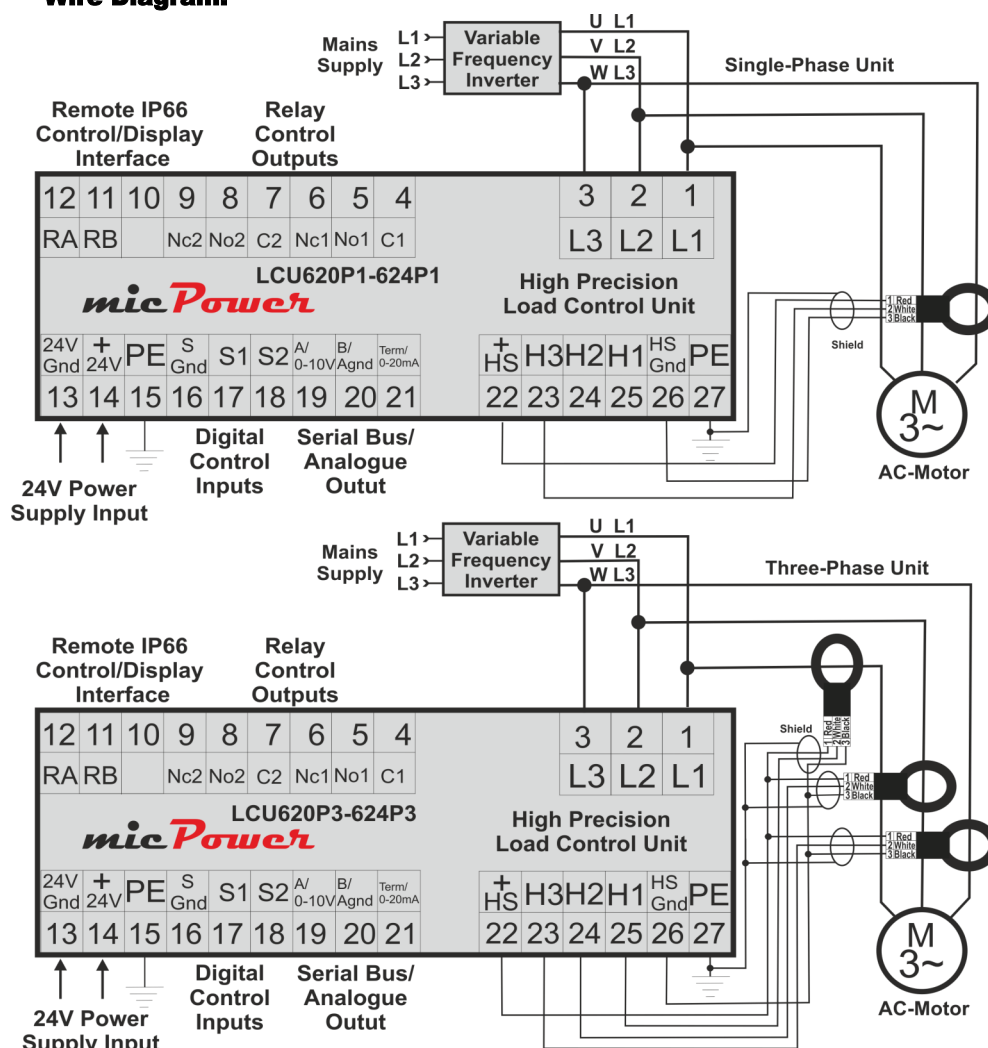 Wire Diagram:
Mains Supply
L1
L2
L3
Variable
Frequency
Inverter
U L1
V L2
W L3
Single-Phase Unit
Remote IP66
Control/Display
Interface
Relay
Control
Outputs
12 11 10 9 8 7 6 5 4 3 2 1
RA RB Nc2 No2 C2 Nc1 No1 C1 L3 L2 L1
LCU620P1-624P1
micPower
High Precision
Load Control Unit
1 Red
2 White
3 Black
Shield
24V Gnd + 24V PE S Gnd S1 S2 A/ 0-10V B/ Agnd Term/ 0-20mA + HS H3 H2 H1 HS Gnd PE
13 14 15 16 17 18 19 20 21 22 23 24 25 26 27
M
3~
AC-Motor
24V Power
Supply Input
Digital
Control
Inputs
Serial Bus/
Analogue
Outut
Mains
Supply
L1
L2
L3
Variable
Frequency
Inverter
U L1
V L2
W L3
Three-Phase Unit
Remote IP66
Control/Display
Interface
Relay
Control
Outputs
12 11 10 9 8 7 6 5 4 3 2 1
RA RB Nc2 No2 C2 Nc1 No1 C1 L3 L2 L1
LCU620P3-624P3
micPower
High Precision
Load Control Unit
Shield
1 Red
2 White
3 Black
1 Red
2 White
3 Black
1 Red
2 White
3 Black
24V Gnd + 24V PE S Gnd S1 S2 A/ 0-10V B/ Agnd Term/ 0-20mA + HS H3 H2 H1 HS Gnd PE
13 14 15 16 17 18 19 20 21 22 23 24 25 26 27
M
3~
AC-Motor
24V Power
Supply Input
Digital
Control
Inputs
Serial Bus/
Analogue
Outut